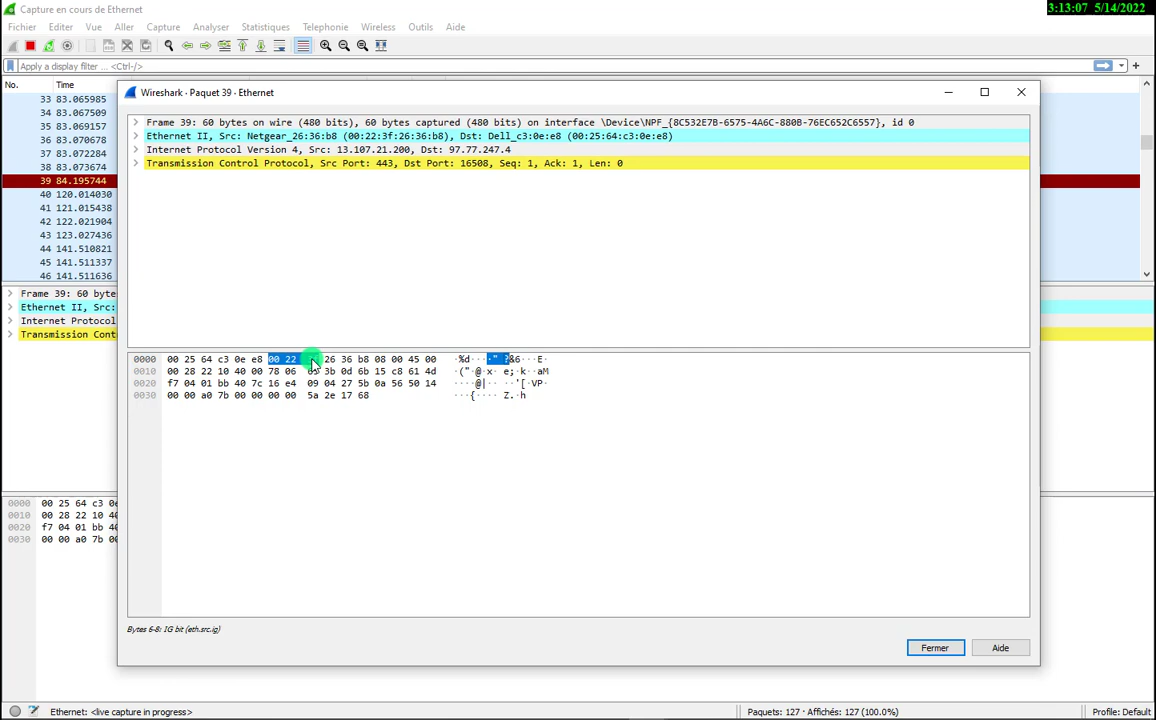 Capture en cours de Ethernet
3:13:07 5/14/2022
Fichier Editer Vue Aller Capture Analyser Statistiques Telephonie Wireless Outils Aide
Apply a display filter ... <Ctrl-/>
No. Time
33 83.065985
34 83.067509
35 83.069157
36 83.070678
37 83.072284
38 83.073674
39 84.195744
40 120.014030
41 121.015438
42 122.021904
43 123.027436
44 141.510821
45 141.511337
46 141.511636
Frame 39: 60 byte
Ethernet II, Src:
Internet Protocol
Transmission Cont
0000 00 25 64 c3 0e
0010 00 28 22 10 40
0020 f7 04 01 bb 40
0030 00 00 a0 7b 00
Wireshark · Paquet 39 · Ethernet
Frame 39: 60 bytes on wire (480 bits), 60 bytes captured (480 bits) on interface \Device\NPF_{8C532E7B-6575-4A6C-880B-76EC652C6557}, id 0
Ethernet II, Src: Netgear_26:36:b8 (00:22:3f:26:36:b8), Dst: Dell_c3:0e:e8 (00:25:64:c3:0e:e8)
Internet Protocol Version 4, Src: 13.107.21.200, Dst: 97.77.247.4
Transmission Control Protocol, Src Port: 443, Dst Port: 16508, Seq: 1, Ack: 1, Len: 0
0000 00 25 64 c3 0e e8 00 22 26 36 b8 08 00 45 00 ·%d···" ?&6···E·
0010 00 28 22 10 40 00 78 06 3b 0d 6b 15 c8 61 4d ·("·@·x· e;·k··aM
0020 f7 04 01 bb 40 7c 16 e4 09 04 27 5b 0a 56 50 14 ····@|·· ··'[·VP·
0030 00 00 a0 7b 00 00 00 00 5a 2e 17 68 ···{···· Z.·h
Bytes 6-8: IG bit (eth.src.ig)
Fermer Aide
Ethernet: <live capture in progress>
Paquets: 127 · Affichés: 127 (100.0%)
Profile: Default